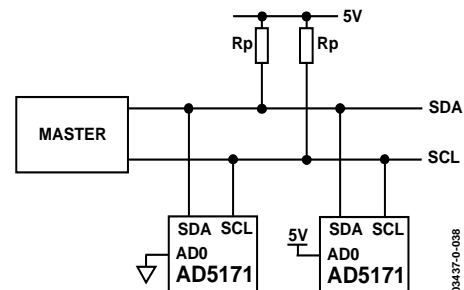 5V
Rp Rp
SDA
MASTER
SCL
SDA SCL
AD0
AD5171
5V
SDA SCL
AD0
AD5171
03437-0-038